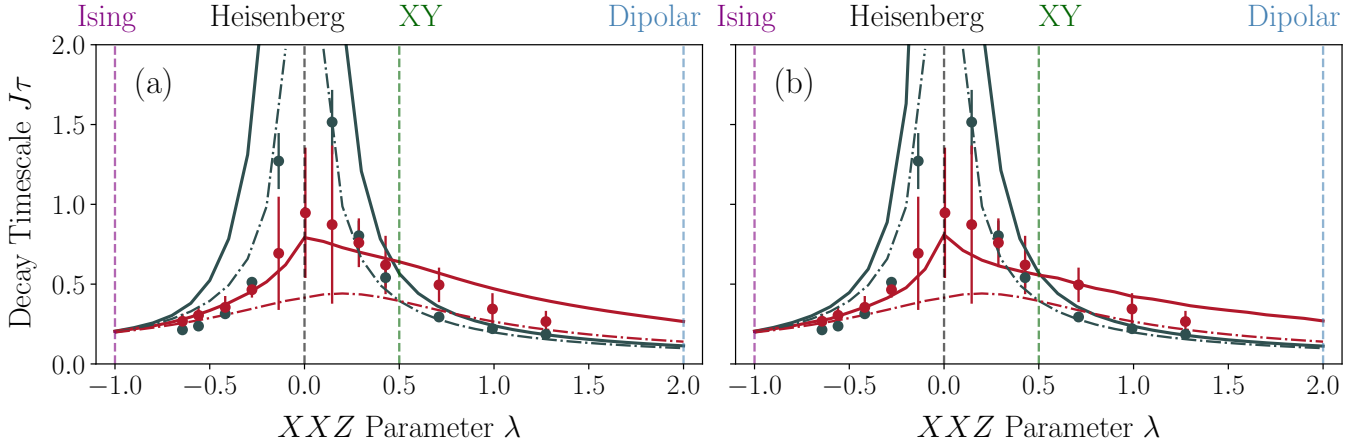 Ising Heisenberg XY Dipolar Ising Heisenberg XY Dipolar
(a) (b)
Decay Timescale Jτ
2.0
1.5
1.0
0.5
0.0
−1.0 −0.5 0.0 0.5 1.0 1.5 2.0 −1.0 −0.5 0.0 0.5 1.0 1.5 2.0
XXZ Parameter λ XXZ Parameter λ